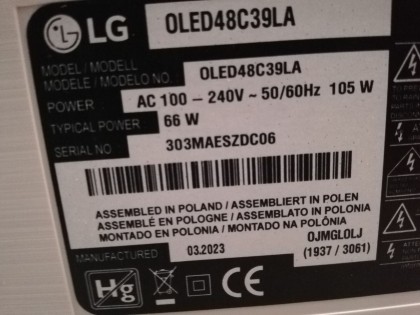 LG OLED48C39LA
MODEL / MODELL
MODELE / MODELO NO. OLED48C39LA
POWER AC 100 – 240V ~ 50/60Hz 105 W
TYPICAL POWER 66 W
SERIAL NO 303MAESZDC06
ASSEMBLED IN POLAND / ASSEMBLIERT IN POLEN
ASSEMBLÉ EN POLOGNE / ASSEMBLATO IN POLONIA
MONTADO EN POLONIA / MONTADO NA POLÔNIA
MANUFACTURED 03.2023 OJMGLOLJ
(1937 / 3061)
Hg CE